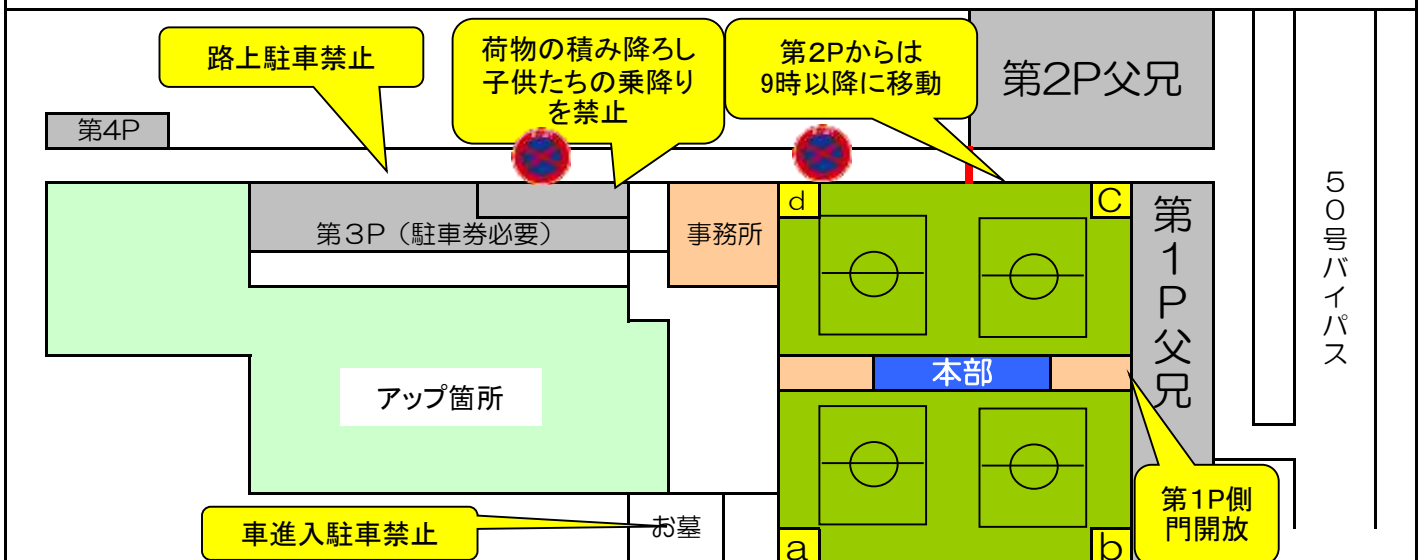 路上駐車禁止
荷物の積み降ろし
子供たちの乗降り
を禁止
第2Pからは
9時以降に移動
第2P父兄
第4P
第3P（駐車券必要）
事務所
d
C
第1P父兄
50号バイパス
本部
アップ箇所
車進入駐車禁止
お墓
a
b
第1P側
門開放